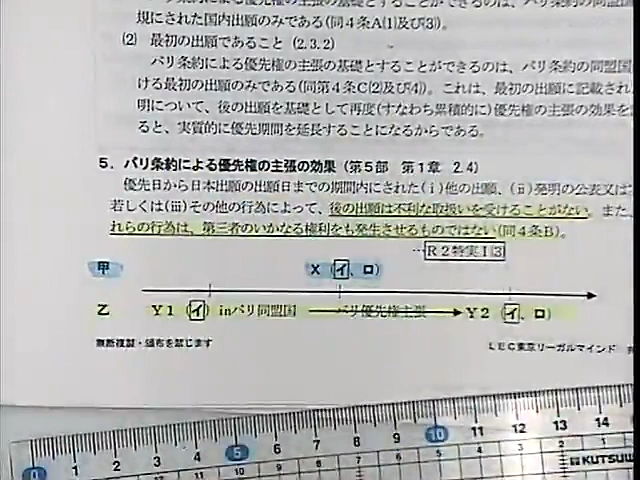 規にされた国内出願のみである(同4条A(1)及び3)。
(2) 最初の出願であること (2.3.2)
パリ条約による優先権の主張の基礎とすることができるのは、パリ条約の同盟国
ける最初の出願のみである(同第4条C(2)及び4)。これは、最初の出願に記載され
明について、後の出願を基礎として再度(すなわち累積的に)優先権の主張の効果を
ると、実質的に優先期間を延長することになるからである。
5. パリ条約による優先権の主張の効果 (第5部 第1章 2.4)
優先日から日本出願の出願日までの期間内にされた(ⅰ)他の出願、(ⅱ)発明の公表又は
若しくは(ⅲ)その他の行為によって、後の出願は不利な取扱いを受けることがない。また、
れらの行為は、第三者のいかなる権利をも発生させるものではない(同4条B)。
…R2特実1[3]
甲 X (イ、ロ)
乙 Y1 (イ) inパリ同盟国 パリ優先権主張 Y2 (イ、ロ)
無断複製・頒布を禁じます LEC東京リーガルマインド
0 1 2 3 4 5 6 7 8 9 10 11 12 13 14
KUTSUW